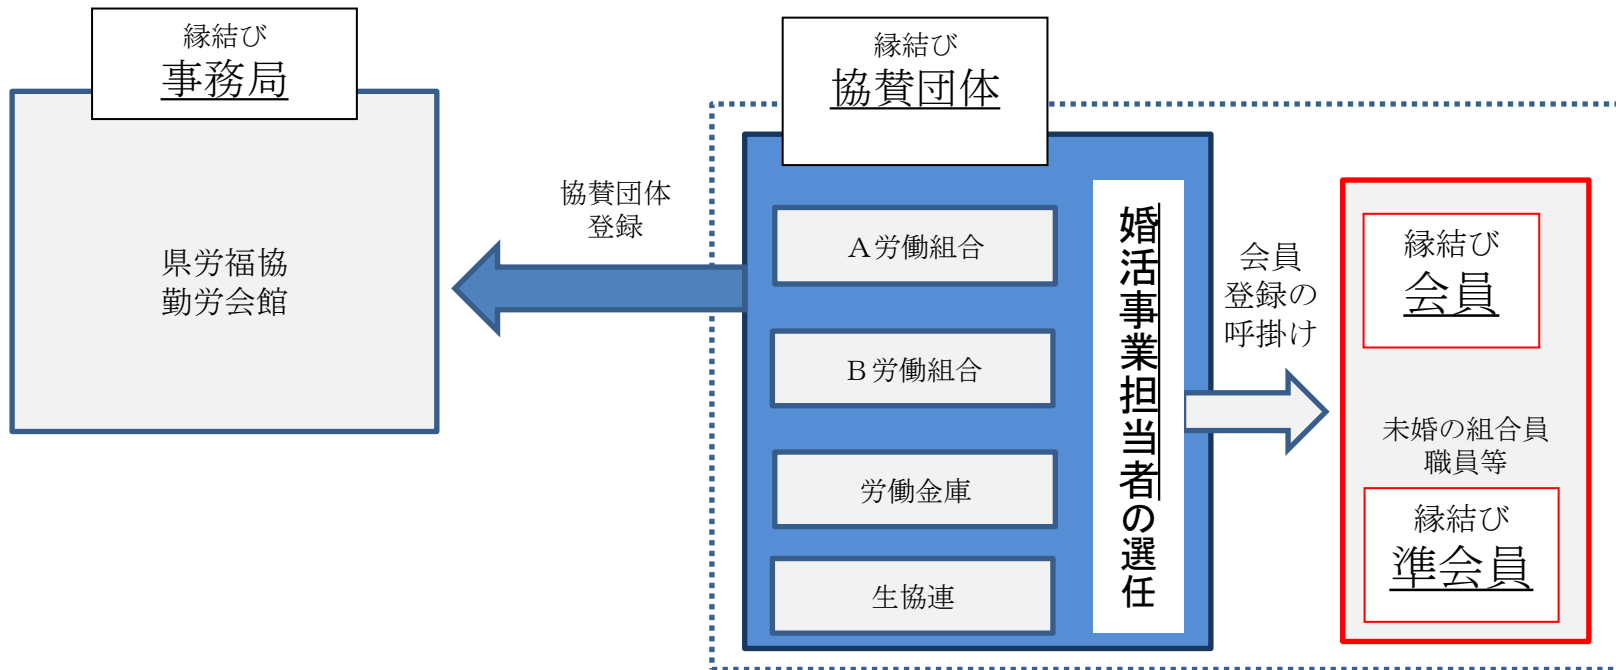 縁結び
事務局
県労福協
勤労会館
協賛団体
登録
縁結び
協賛団体
Ａ労働組合
Ｂ労働組合
労働金庫
生協連
婚活事業担当者の選任
会員
登録の
呼掛け
縁結び
会員
未婚の組合員
職員等
縁結び
準会員